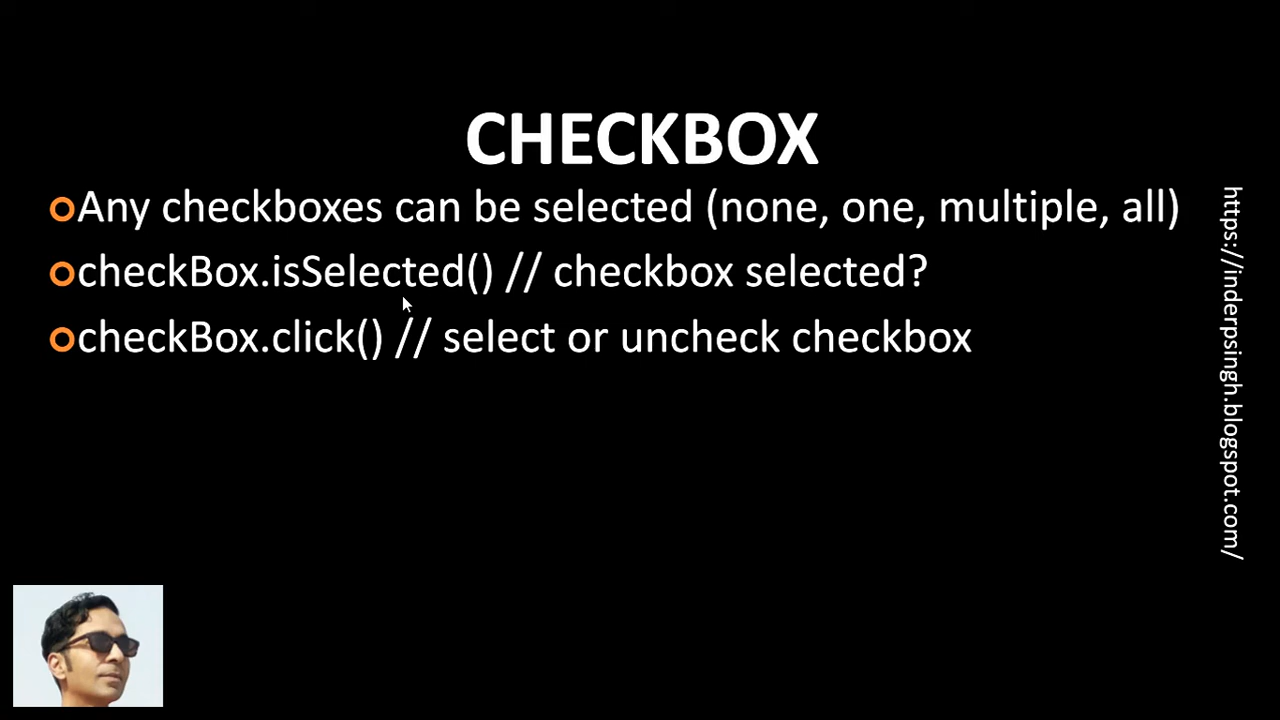 CHECKBOX
Any checkboxes can be selected (none, one, multiple, all)
checkBox.isSelected() // checkbox selected?
checkBox.click() // select or uncheck checkbox
https://inderpsingh.blogspot.com/